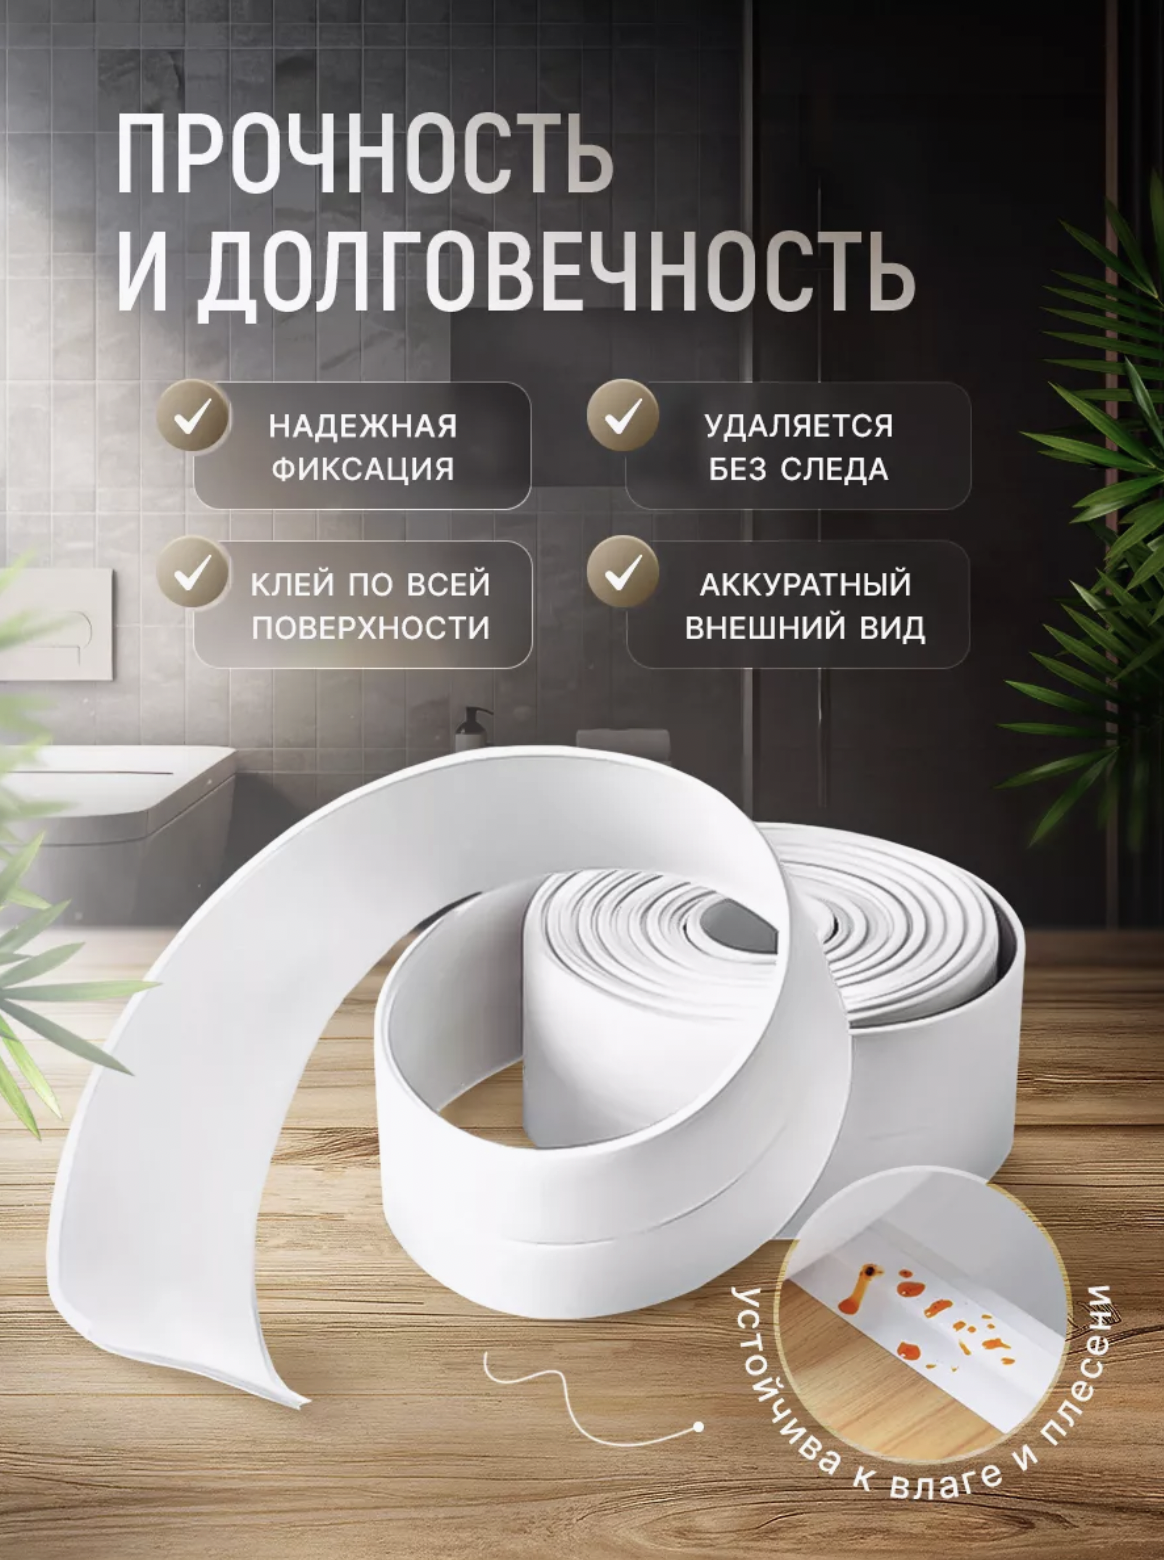 ПРОЧНОСТЬ
И ДОЛГОВЕЧНОСТЬ
НАДЕЖНАЯ
ФИКСАЦИЯ
УДАЛЯЕТСЯ
БЕЗ СЛЕДА
КЛЕЙ ПО ВСЕЙ
ПОВЕРХНОСТИ
АККУРАТНЫЙ
ВНЕШНИЙ ВИД
устойчива к влаге и плесени